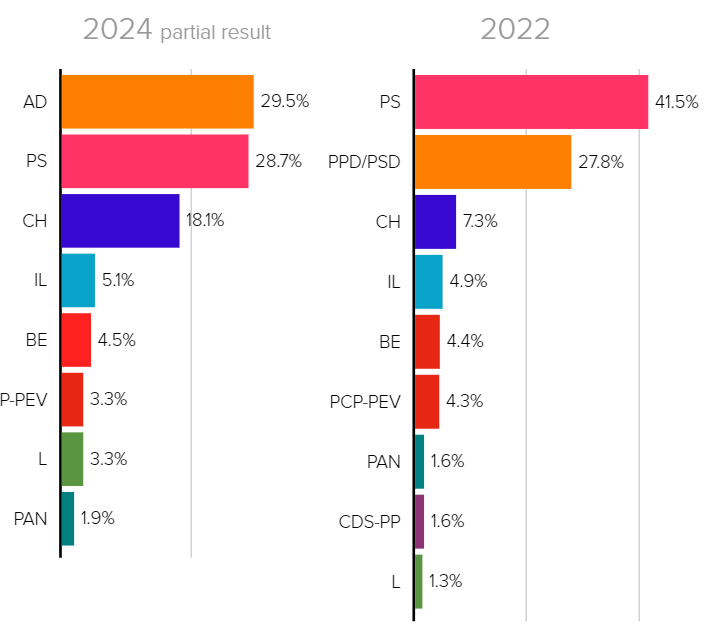 2024 partial result
AD 29.5%
PS 28.7%
CH 18.1%
IL 5.1%
BE 4.5%
P-PEV 3.3%
L 3.3%
PAN 1.9%
2022
PS 41.5%
PPD/PSD 27.8%
CH 7.3%
IL 4.9%
BE 4.4%
PCP-PEV 4.3%
PAN 1.6%
CDS-PP 1.6%
L 1.3%